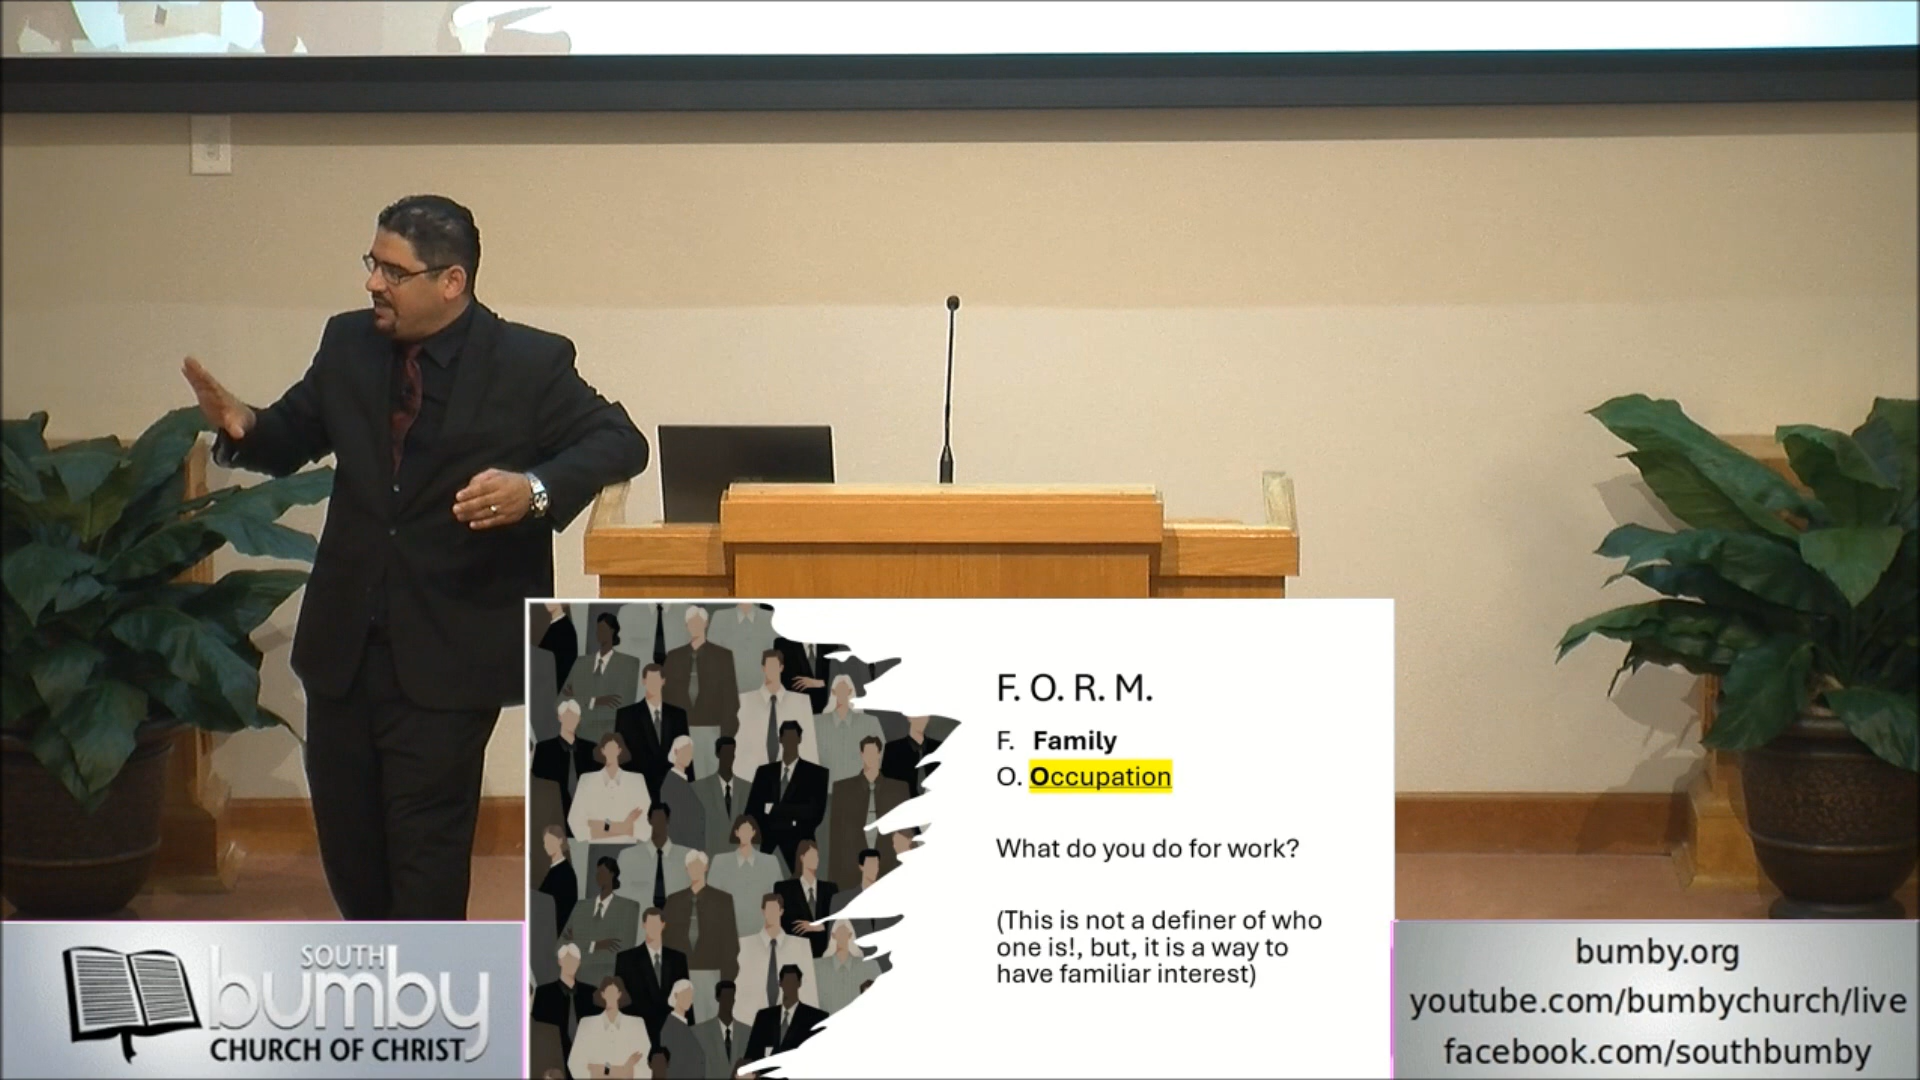 F. O. R. M.
F. Family
O. Occupation
What do you do for work?
(This is not a definer of who
one is!, but, it is a way to
have familiar interest)
SOUTH
bumby
CHURCH OF CHRIST
bumby.org
youtube.com/bumbychurch/live
facebook.com/southbumby